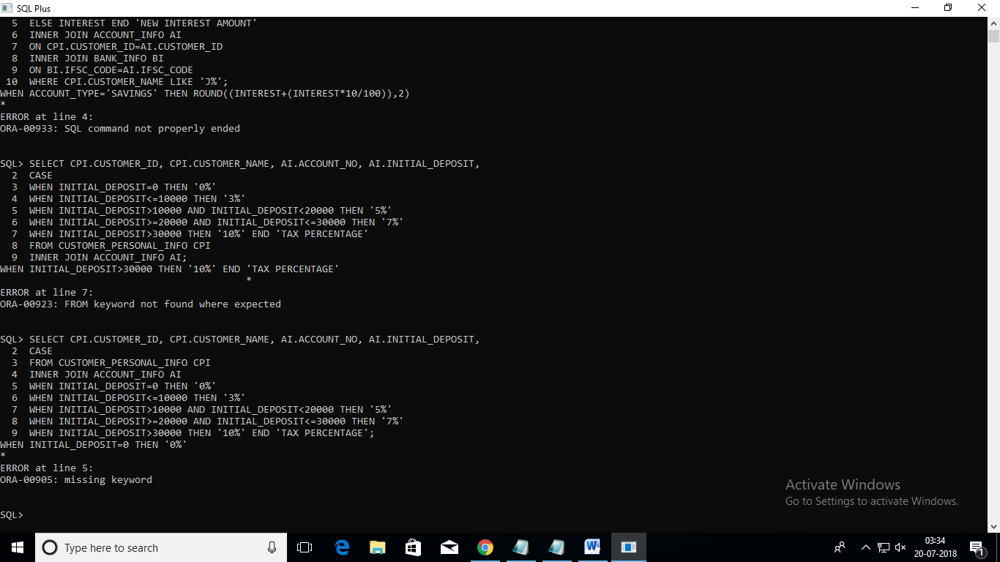 SQL Plus
5 ELSE INTEREST END 'NEW INTEREST AMOUNT'
6 INNER JOIN ACCOUNT_INFO AI
7 ON CPI.CUSTOMER_ID=AI.CUSTOMER_ID
8 INNER JOIN BANK_INFO BI
9 ON BI.IFSC_CODE=AI.IFSC_CODE
10 WHERE CPI.CUSTOMER_NAME LIKE 'J%';
WHEN ACCOUNT_TYPE='SAVINGS' THEN ROUND((INTEREST+(INTEREST*10/100)),2)
*
ERROR at line 4:
ORA-00933: SQL command not properly ended
SQL> SELECT CPI.CUSTOMER_ID, CPI.CUSTOMER_NAME, AI.ACCOUNT_NO, AI.INITIAL_DEPOSIT,
2 CASE
3 WHEN INITIAL_DEPOSIT=0 THEN '0%'
4 WHEN INITIAL_DEPOSIT<=10000 THEN '3%'
5 WHEN INITIAL_DEPOSIT>10000 AND INITIAL_DEPOSIT<20000 THEN '5%'
6 WHEN INITIAL_DEPOSIT>=20000 AND INITIAL_DEPOSIT<=30000 THEN '7%'
7 WHEN INITIAL_DEPOSIT>30000 THEN '10%' END 'TAX PERCENTAGE'
8 FROM CUSTOMER_PERSONAL_INFO CPI
9 INNER JOIN ACCOUNT_INFO AI;
WHEN INITIAL_DEPOSIT>30000 THEN '10%' END 'TAX PERCENTAGE'
*
ERROR at line 7:
ORA-00923: FROM keyword not found where expected
SQL> SELECT CPI.CUSTOMER_ID, CPI.CUSTOMER_NAME, AI.ACCOUNT_NO, AI.INITIAL_DEPOSIT,
2 CASE
3 FROM CUSTOMER_PERSONAL_INFO CPI
4 INNER JOIN ACCOUNT_INFO AI
5 WHEN INITIAL_DEPOSIT=0 THEN '0%'
6 WHEN INITIAL_DEPOSIT<=10000 THEN '3%'
7 WHEN INITIAL_DEPOSIT>10000 AND INITIAL_DEPOSIT<20000 THEN '5%'
8 WHEN INITIAL_DEPOSIT>=20000 AND INITIAL_DEPOSIT<=30000 THEN '7%'
9 WHEN INITIAL_DEPOSIT>30000 THEN '10%' END 'TAX PERCENTAGE';
WHEN INITIAL_DEPOSIT=0 THEN '0%'
*
ERROR at line 5:
ORA-00905: missing keyword
SQL>
Activate Windows
Go to Settings to activate Windows.
Type here to search
03:34
20-07-2018
1